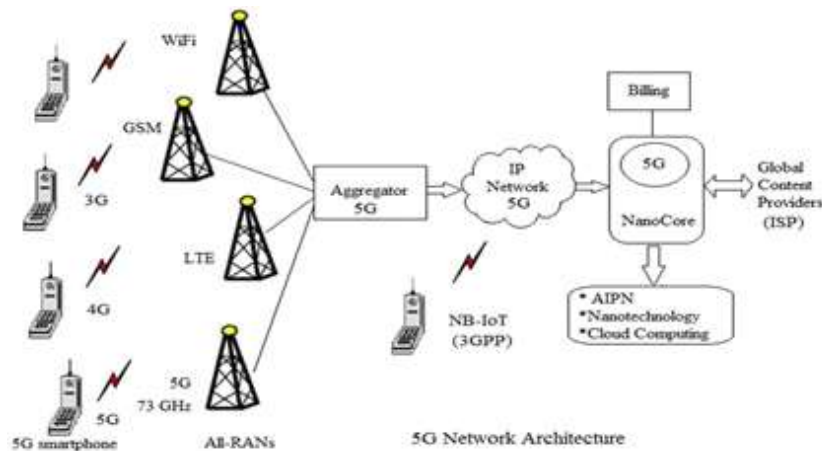 WiFi
GSM
3G
LTE
4G
5G
73 GHz
5G
5G smartphone
All-RANs
Aggregator
5G
IP
Network
5G
NB-IoT
(3GPP)
Billing
5G
NanoCore
Global
Content
Providers
(ISP)
* AIPN
*Nanotechnology
*Cloud Computing
5G Network Architecture